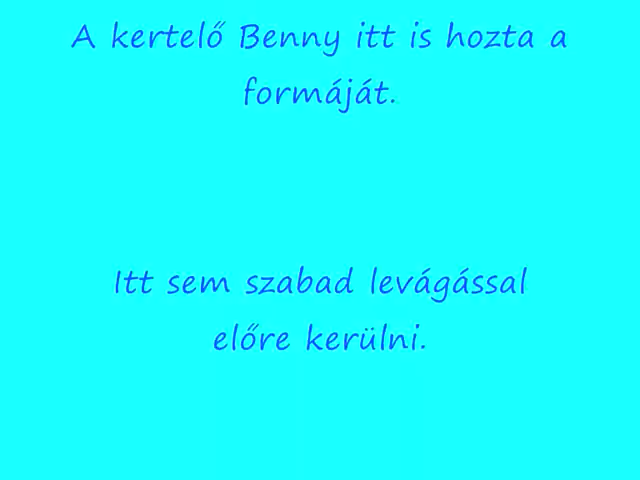 A kertelő Benny itt is hozta a
formáját.
Itt sem szabad levágással
előre kerülni.